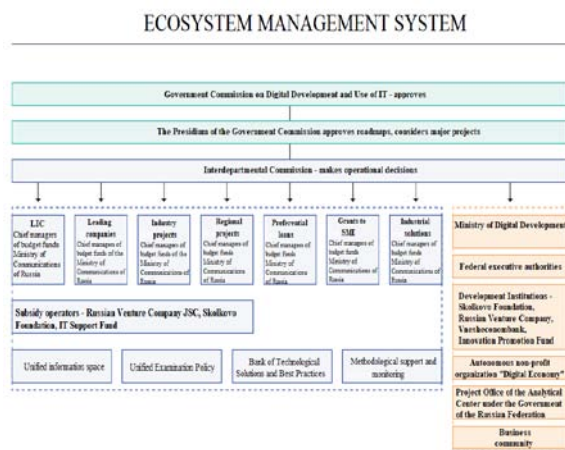 ECOSYSTEM MANAGEMENT SYSTEM
Government Commission on Digital Development and Use of IT - approves
The Presidium of the Government Commission approves roadmaps, considers major projects
Interdepartmental Commission - makes operational decisions
LIC
Chief managers
of budget funds
Ministry of
Communications
of Russia
Leading
companies
Chief managers of
budget funds of the
Ministry of
Communications of
Russia
Industry
projects
Chief managers of
budget funds of the
Ministry of
Communications of
Russia
Regional
projects
Chief managers of
budget funds
Ministry of
Communications of
Russia
Preferential
loans
Chief managers of
budget funds
Ministry of
Communications of
Russia
Grants to
SME
Chief managers of
budget funds
Ministry of
Communications of
Russia
Industrial
solutions
Chief managers of
budget funds
Ministry of
Communications of
Russia
Subsidy operators - Russian Venture Company JSC, Skolkovo
Foundation, IT Support Fund
Unified information space
Unified Examination Policy
Bank of Technological
Solutions and Best Practices
Methodological support and
monitoring
Ministry of Digital Development
Federal executive authorities
Development Institutions -
Skolkovo Foundation,
Russian Venture Company,
Vnesheconombank,
Innovation Promotion Fund
Autonomous non-profit
organization "Digital Economy"
Project Office of the Analytical
Center under the Government
of the Russian Federation
Business
community